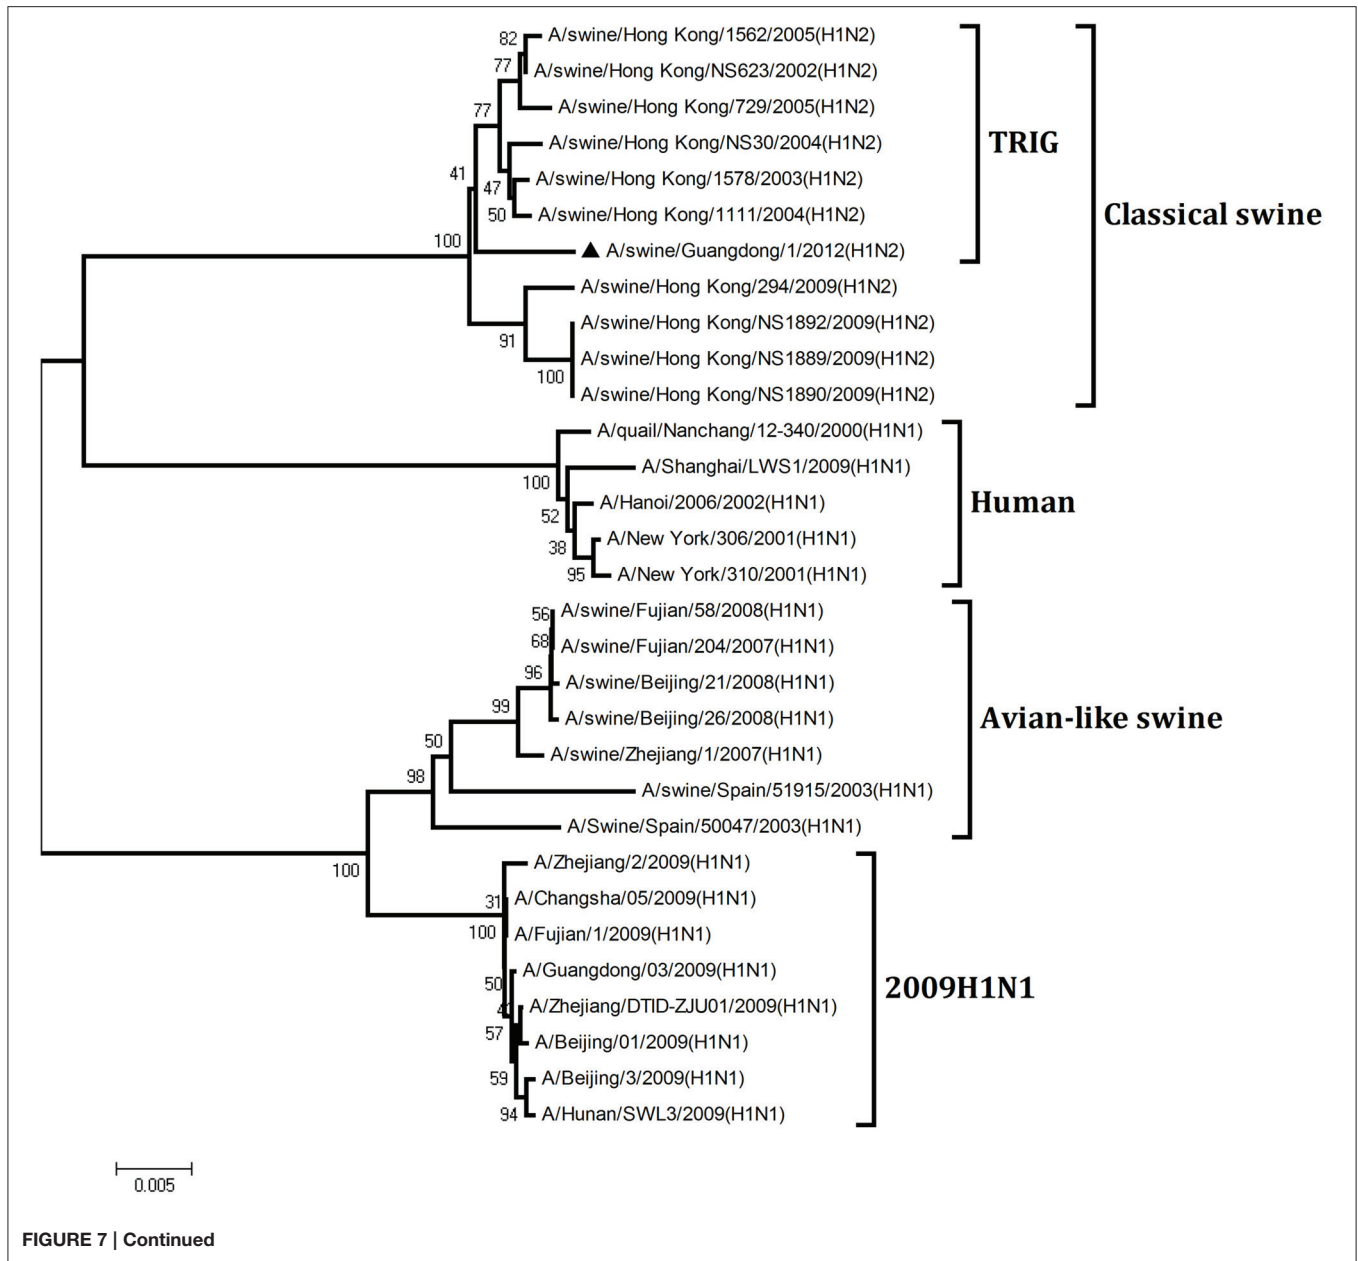 82
A/swine/Hong Kong/1562/2005(H1N2)
77
A/swine/Hong Kong/NS623/2002(H1N2)
77
A/swine/Hong Kong/729/2005(H1N2)
TRIG
A/swine/Hong Kong/NS30/2004(H1N2)
41
47
A/swine/Hong Kong/1578/2003(H1N2)
50
A/swine/Hong Kong/1111/2004(H1N2)
Classical swine
100
A/swine/Guangdong/1/2012(H1N2)
A/swine/Hong Kong/294/2009(H1N2)
A/swine/Hong Kong/NS1892/2009(H1N2)
91
A/swine/Hong Kong/NS1889/2009(H1N2)
100
A/swine/Hong Kong/NS1890/2009(H1N2)
A/quail/Nanchang/12-340/2000(H1N1)
A/Shanghai/LWS1/2009(H1N1)
100
A/Hanoi/2006/2002(H1N1)
Human
52
A/New York/306/2001(H1N1)
38
95
A/New York/310/2001(H1N1)
56
A/swine/Fujian/58/2008(H1N1)
68
A/swine/Fujian/204/2007(H1N1)
96
A/swine/Beijing/21/2008(H1N1)
99
A/swine/Beijing/26/2008(H1N1)
Avian-like swine
50
A/swine/Zhejiang/1/2007(H1N1)
98
A/swine/Spain/51915/2003(H1N1)
A/Swine/Spain/50047/2003(H1N1)
100
A/Zhejiang/2/2009(H1N1)
31
A/Changsha/05/2009(H1N1)
100
A/Fujian/1/2009(H1N1)
A/Guangdong/03/2009(H1N1)
50
2009H1N1
A/Zhejiang/DTID-ZJU01/2009(H1N1)
57
A/Beijing/01/2009(H1N1)
59
A/Beijing/3/2009(H1N1)
94
A/Hunan/SWL3/2009(H1N1)
0.005
FIGURE 7 | Continued